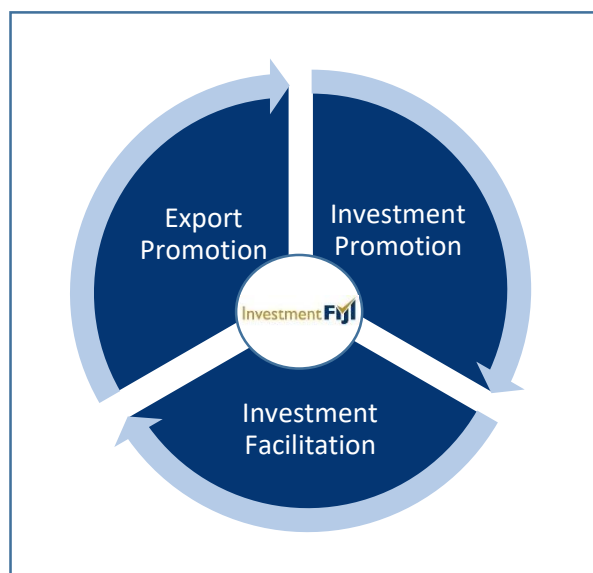 Export
Promotion
Investment
Promotion
InvestmentFIJI
Investment
Facilitation